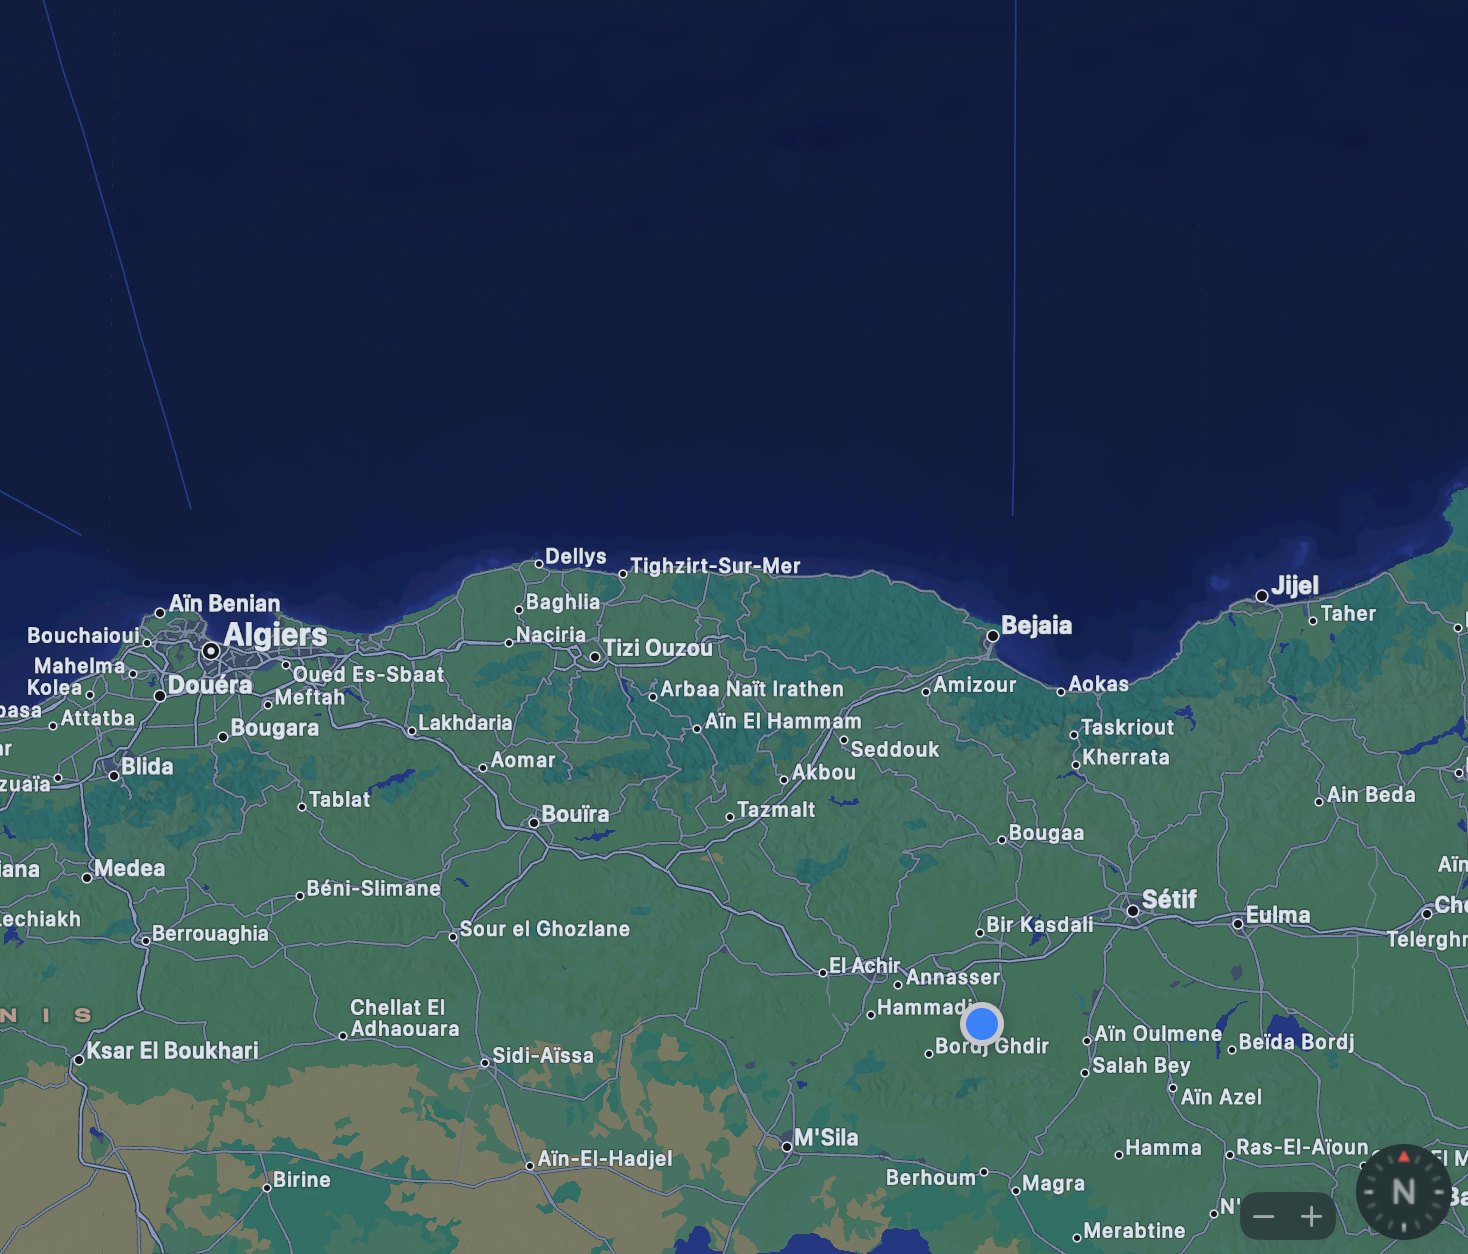 Dellys
Tighzirt-Sur-Mer
Jijel
Aïn Benian
Baghlia
Taher
Bouchaioui
Algiers
Naciria
Bejaia
Tizi Ouzou
Mahelma
Oued Es-Sbaat
Kolea
Douéra
Meftah
Arbaa Naït Irathen
Amizour
Aokas
Attatba
Bougara
Lakhdaria
Aïn El Hammam
Taskriout
Seddouk
Kherrata
Blida
Aomar
Akbou
Tablat
Ain Beda
Bouïra
Tazmalt
Bougaa
Medea
Béni-Slimane
Sétif
Eulma
Berrouaghia
Sour el Ghozlane
Bir Kasdali
El Achir
Annasser
Chellat El
Adhaouara
Hammadi
N I S
Ksar El Boukhari
Sidi-Aïssa
Bordj Ghdir
Aïn Oulmene
Beïda Bordj
Salah Bey
Aïn Azel
M'Sila
Aïn-El-Hadjel
Hamma
Ras-El-Aïoun
Birine
Berhoum
Magra
N
Merabtine